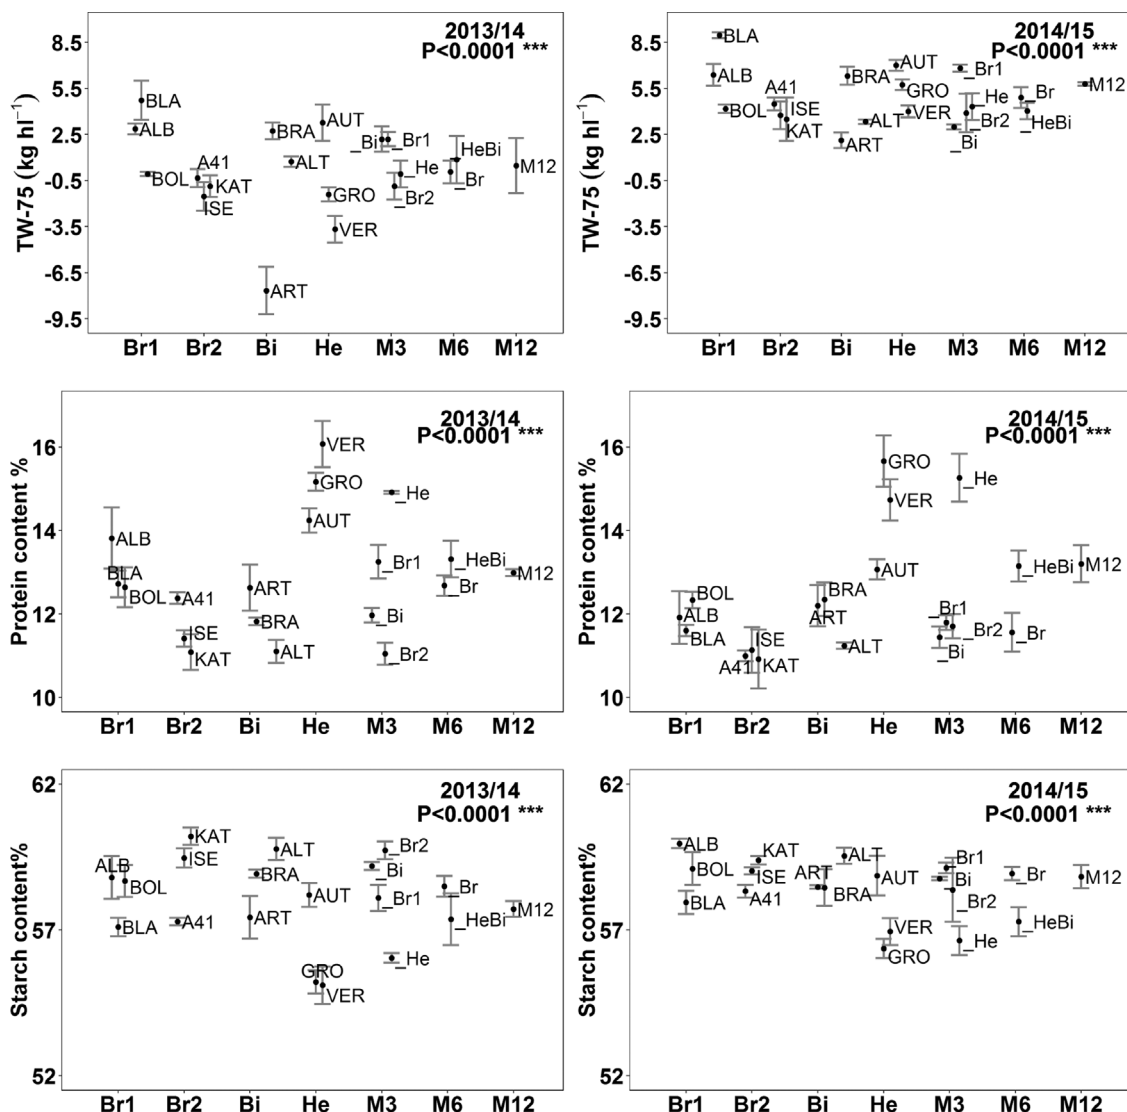 2013/14
P<0.0001 ***
TW-75 (kg hl⁻¹)
8.5
5.5
2.5
-0.5
-3.5
-6.5
-9.5
BLA
ALB
BOL
A41
KAT
ISE
BRA
ALT
ART
AUT
GRO
VER
_Bi
_Br1
_He
_Br2
_HeBi
_Br
M12
Br1 Br2 Bi He M3 M6 M12
2014/15
P<0.0001 ***
TW-75 (kg hl⁻¹)
8.5
5.5
2.5
-0.5
-3.5
-6.5
-9.5
BLA
ALB
BOL
A41
ISE
KAT
BRA
ALT
ART
AUT
GRO
VER
_Br1
_He
_Br2
_Bi
_Br
_HeBi
M12
Br1 Br2 Bi He M3 M6 M12
2013/14
P<0.0001 ***
Protein content %
16
14
12
10
ALB
BLA
BOL
A41
ISE
KAT
ART
BRA
ALT
VER
GRO
AUT
_He
_Br1
_Bi
_Br2
_HeBi
_Br
M12
Br1 Br2 Bi He M3 M6 M12
2014/15
P<0.0001 ***
Protein content %
16
14
12
10
BOL
ALB
BLA
ISE
A41
KAT
BRA
ART
ALT
GRO
VER
AUT
_He
_Br1
_Br2
_Bi
_HeBi
_Br
M12
Br1 Br2 Bi He M3 M6 M12
2013/14
P<0.0001 ***
Starch content%
62
57
52
ALB
BOL
BLA
KAT
ISE
A41
ALT
BRA
ART
AUT
GRO
VER
_Br2
_Bi
_Br1
_He
_Br
_HeBi
M12
Br1 Br2 Bi He M3 M6 M12
2014/15
P<0.0001 ***
Starch content%
62
57
52
ALB
BOL
BLA
KAT
ISE
A41
ALT
ART
BRA
AUT
VER
GRO
_Br1
_Bi
_Br2
_He
_Br
_HeBi
M12
Br1 Br2 Bi He M3 M6 M12